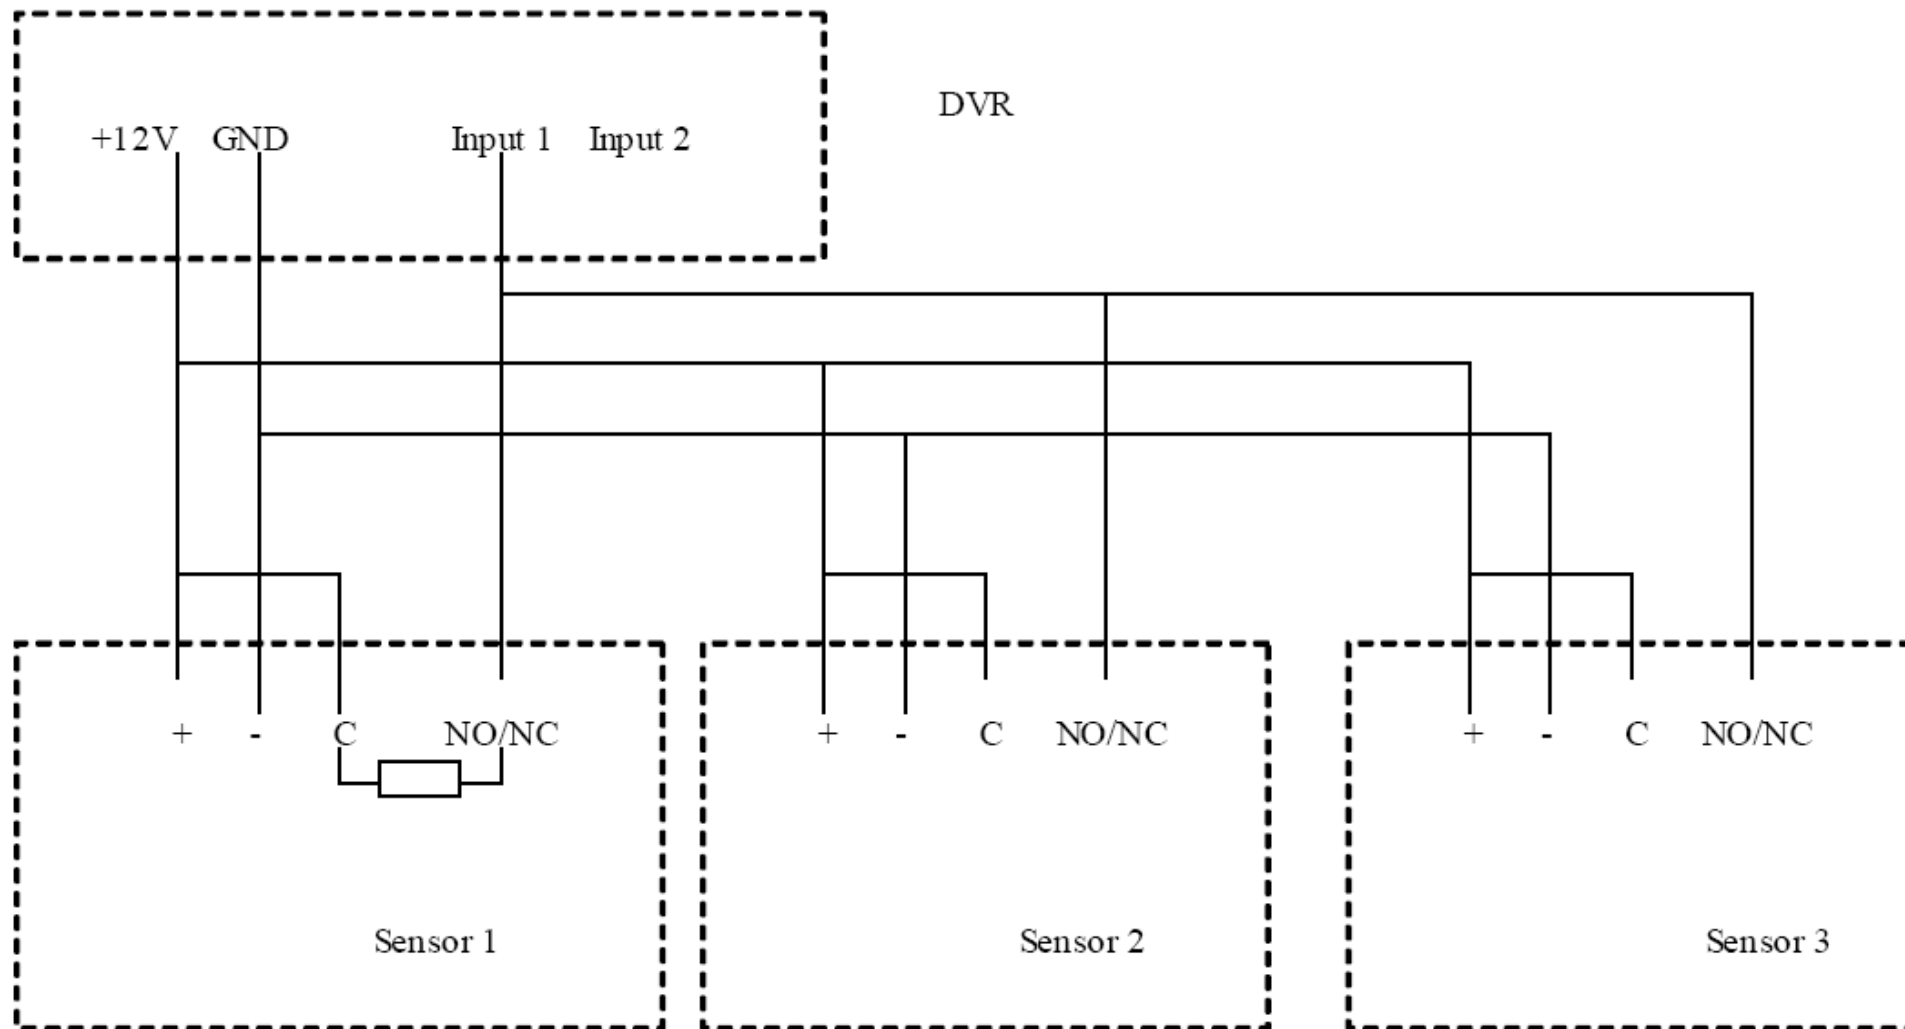 DVR
+12V GND Input 1 Input 2
+ - C NO/NC + - C NO/NC + - C NO/NC
Sensor 1 Sensor 2 Sensor 3